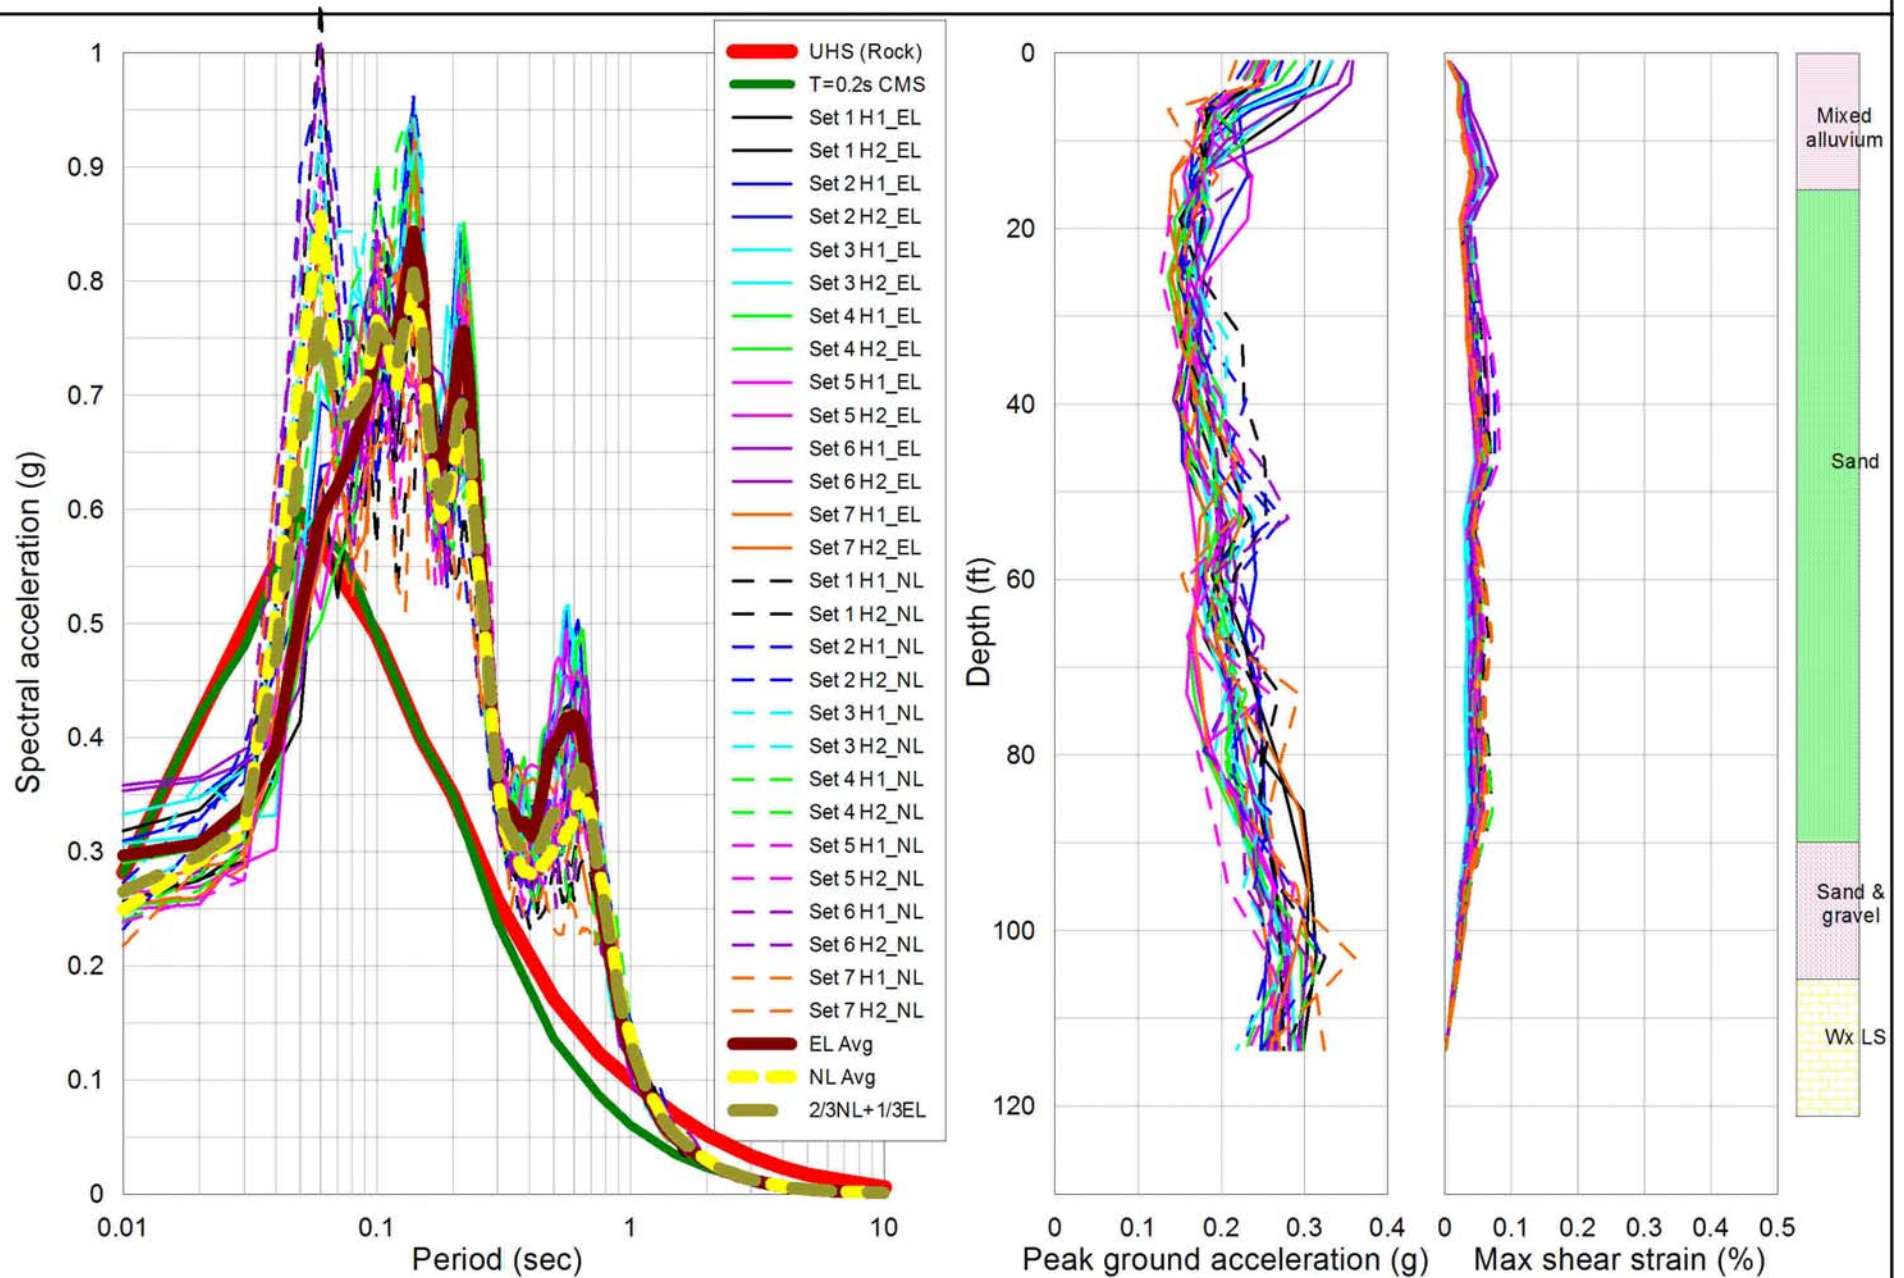 Spectral acceleration (g)
1
0.9
0.8
0.7
0.6
0.5
0.4
0.3
0.2
0.1
0
0.01
0.1
1
10
Period (sec)
UHS (Rock)
T=0.2s CMS
Set 1 H1_EL
Set 1 H2_EL
Set 2 H1_EL
Set 2 H2_EL
Set 3 H1_EL
Set 3 H2_EL
Set 4 H1_EL
Set 4 H2_EL
Set 5 H1_EL
Set 5 H2_EL
Set 6 H1_EL
Set 6 H2_EL
Set 7 H1_EL
Set 7 H2_EL
Set 1 H1_NL
Set 1 H2_NL
Set 2 H1_NL
Set 2 H2_NL
Set 3 H1_NL
Set 3 H2_NL
Set 4 H1_NL
Set 4 H2_NL
Set 5 H1_NL
Set 5 H2_NL
Set 6 H1_NL
Set 6 H2_NL
Set 7 H1_NL
Set 7 H2_NL
EL Avg
NL Avg
2/3NL+1/3EL
Depth (ft)
0
20
40
60
80
100
120
0
0.1
0.2
0.3
0.4
Peak ground acceleration (g)
0
0.1
0.2
0.3
0.4
0.5
Max shear strain (%)
Mixed
alluvium
Sand
Sand &
gravel
Wx LS